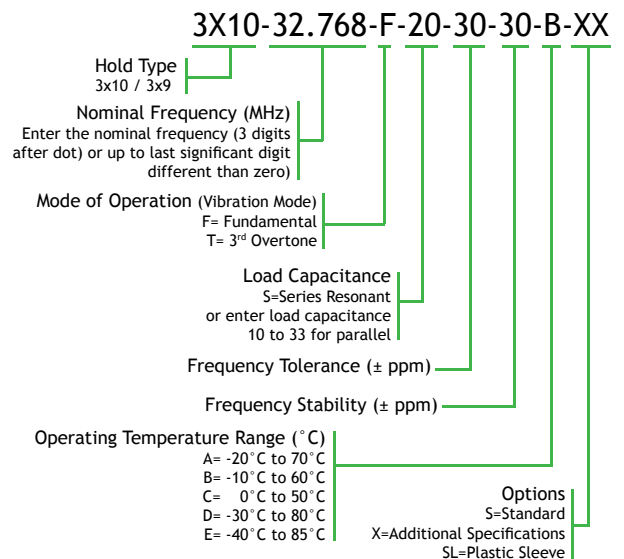 3X10-32.768-F-20-30-30-B-XX
Hold Type
3x10 / 3x9
Nominal Frequency (MHz)
Enter the nominal frequency (3 digits
after dot) or up to last significant digit
different than zero)
Mode of Operation (Vibration Mode)
F= Fundamental
T= 3rd Overtone
Load Capacitance
S=Series Resonant
or enter load capacitance
10 to 33 for parallel
Frequency Tolerance (± ppm)
Frequency Stability (± ppm)
Operating Temperature Range (°C)
A= -20°C to 70°C
B= -10°C to 60°C
C= 0°C to 50°C
D= -30°C to 80°C
E= -40°C to 85°C
Options
S=Standard
X=Additional Specifications
SL=Plastic Sleeve